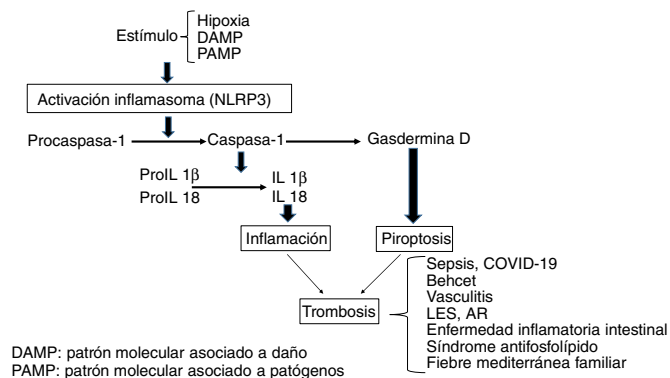 Estímulo
Hipoxia
DAMP
PAMP
Activación inflamasoma (NLRP3)
Procaspasa-1
Caspasa-1
Gasdermina D
ProIL 1β
ProIL 18
IL 1β
IL 18
Inflamación
Piroptosis
Trombosis
Sepsis, COVID-19
Behcet
Vasculitis
LES, AR
Enfermedad inflamatoria intestinal
Síndrome antifosfolípido
Fiebre mediterránea familiar
DAMP: patrón molecular asociado a daño
PAMP: patrón molecular asociado a patógenos